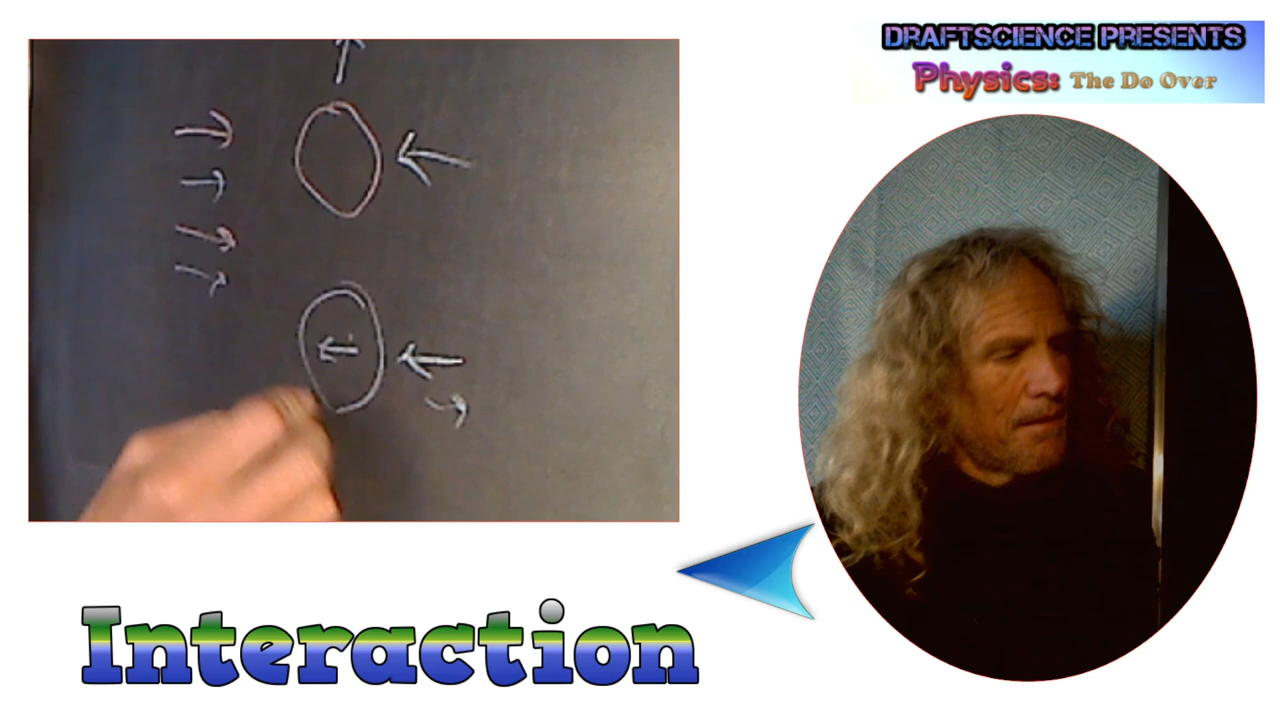 DRAFTSCIENCE PRESENTS
Physics: The Do Over
Interaction